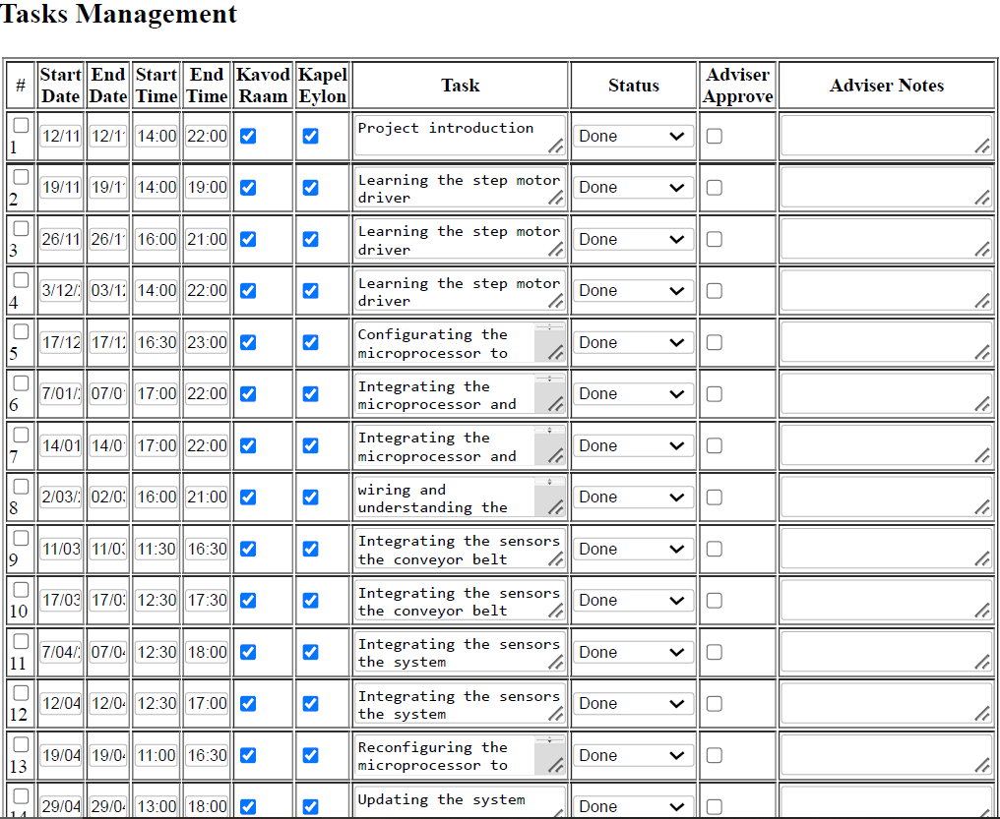 Tasks Management
# Start Date End Date Start Time End Time Kavod Raam Kapel Eylon Task Status Adviser Approve Adviser Notes
1 12/11 12/1 14:00 22:00 Project introduction Done
2 19/11 19/1 14:00 19:00 Learning the step motor driver Done
3 26/11 26/1 16:00 21:00 Learning the step motor driver Done
4 3/12/ 03/1 14:00 22:00 Learning the step motor driver Done
5 17/12 17/1 16:30 23:00 Configurating the microprocessor to Done
6 7/01/ 07/0 17:00 22:00 Integrating the microprocessor and Done
7 14/01 14/0 17:00 22:00 Integrating the microprocessor and Done
8 2/03/ 02/0 16:00 21:00 wiring and understanding the Done
9 11/03 11/0 11:30 16:30 Integrating the sensors the conveyor belt Done
10 17/03 17/0 12:30 17:30 Integrating the sensors the conveyor belt Done
11 7/04/ 07/0 12:30 18:00 Integrating the sensors the system Done
12 12/04 12/0 12:30 17:00 Integrating the sensors the system Done
13 19/04 19/0 11:00 16:30 Reconfiguring the microprocessor to Done
14 29/04 29/0 13:00 18:00 Updating the system Done